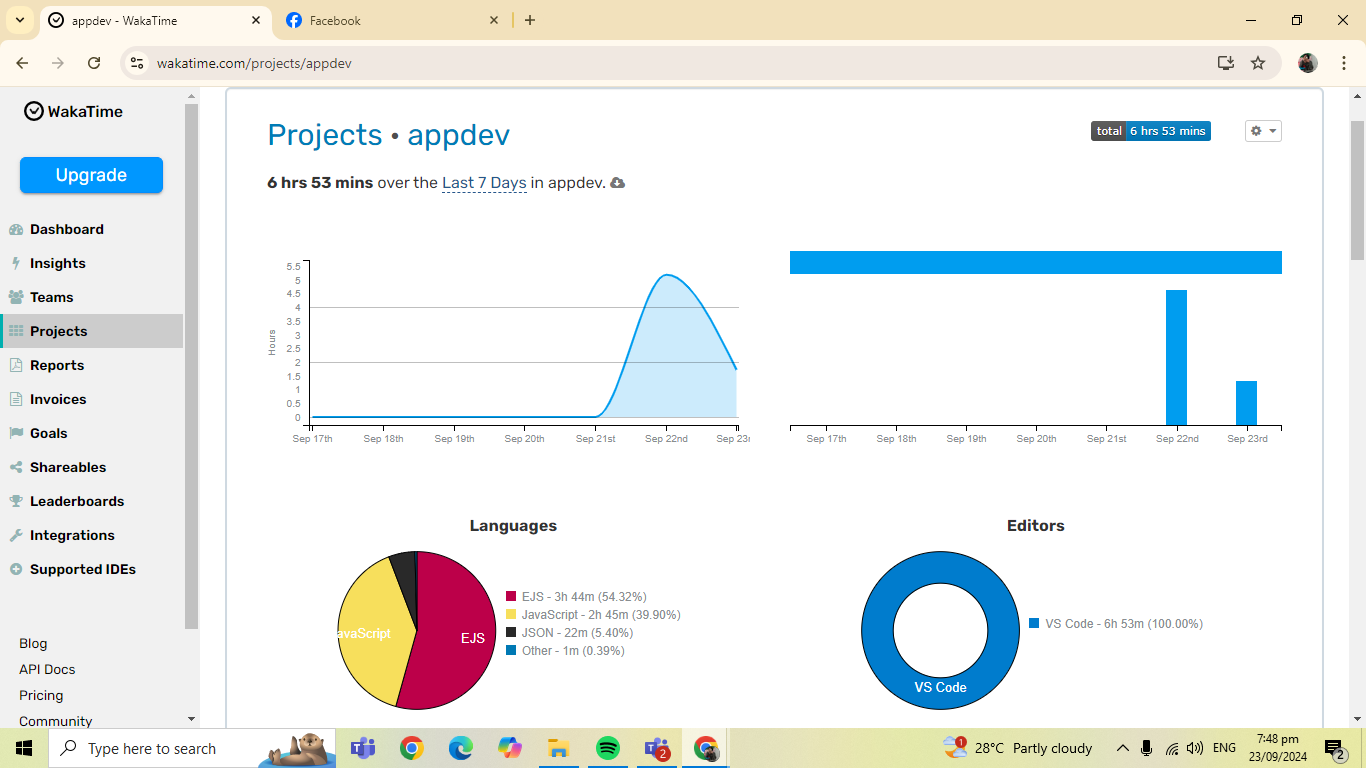 appdev - WakaTime
Facebook
wakatime.com/projects/appdev
WakaTime
Upgrade
Dashboard
Insights
Teams
Projects
Reports
Invoices
Goals
Shareables
Leaderboards
Integrations
Supported IDEs
Blog
API Docs
Pricing
Community
Projects • appdev
total 6 hrs 53 mins
6 hrs 53 mins over the Last 7 Days in appdev.
Hours
5.5
5
4.5
4
3.5
3
2.5
2
1.5
1
0.5
0
Sep 17th Sep 18th Sep 19th Sep 20th Sep 21st Sep 22nd Sep 23r
Sep 17th Sep 18th Sep 19th Sep 20th Sep 21st Sep 22nd Sep 23rd
Languages
avaScript
EJS
EJS - 3h 44m (54.32%)
JavaScript - 2h 45m (39.90%)
JSON - 22m (5.40%)
Other - 1m (0.39%)
Editors
VS Code
VS Code - 6h 53m (100.00%)
Type here to search
2
1
28°C Partly cloudy
ENG
7:48 pm
23/09/2024
2